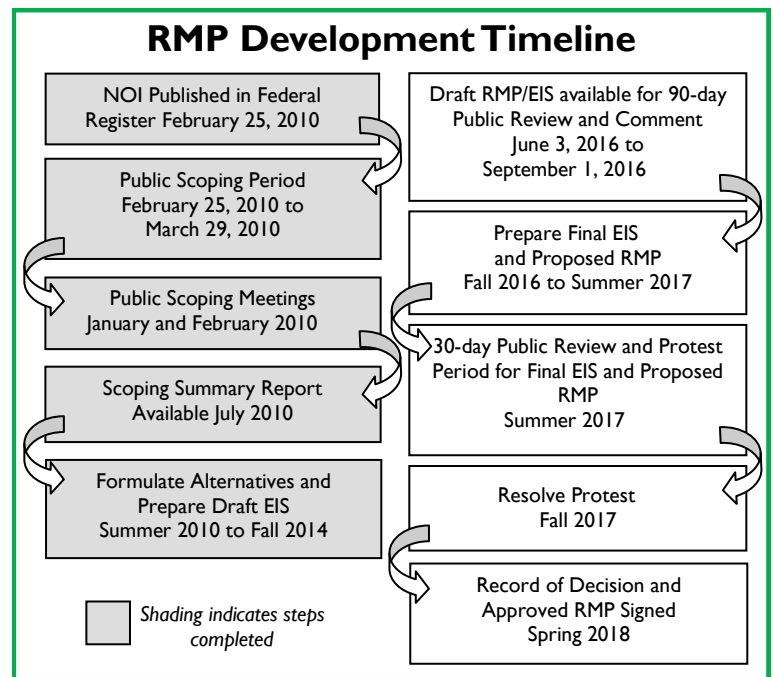 RMP Development Timeline
NOI Published in Federal
Register February 25, 2010
Public Scoping Period
February 25, 2010 to
March 29, 2010
Public Scoping Meetings
January and February 2010
Scoping Summary Report
Available July 2010
Formulate Alternatives and
Prepare Draft EIS
Summer 2010 to Fall 2014
Shading indicates steps
completed
Draft RMP/EIS available for 90-day
Public Review and Comment
June 3, 2016 to
September 1, 2016
Prepare Final EIS
and Proposed RMP
Fall 2016 to Summer 2017
30-day Public Review and Protest
Period for Final EIS and Proposed
RMP
Summer 2017
Resolve Protest
Fall 2017
Record of Decision and
Approved RMP Signed
Spring 2018